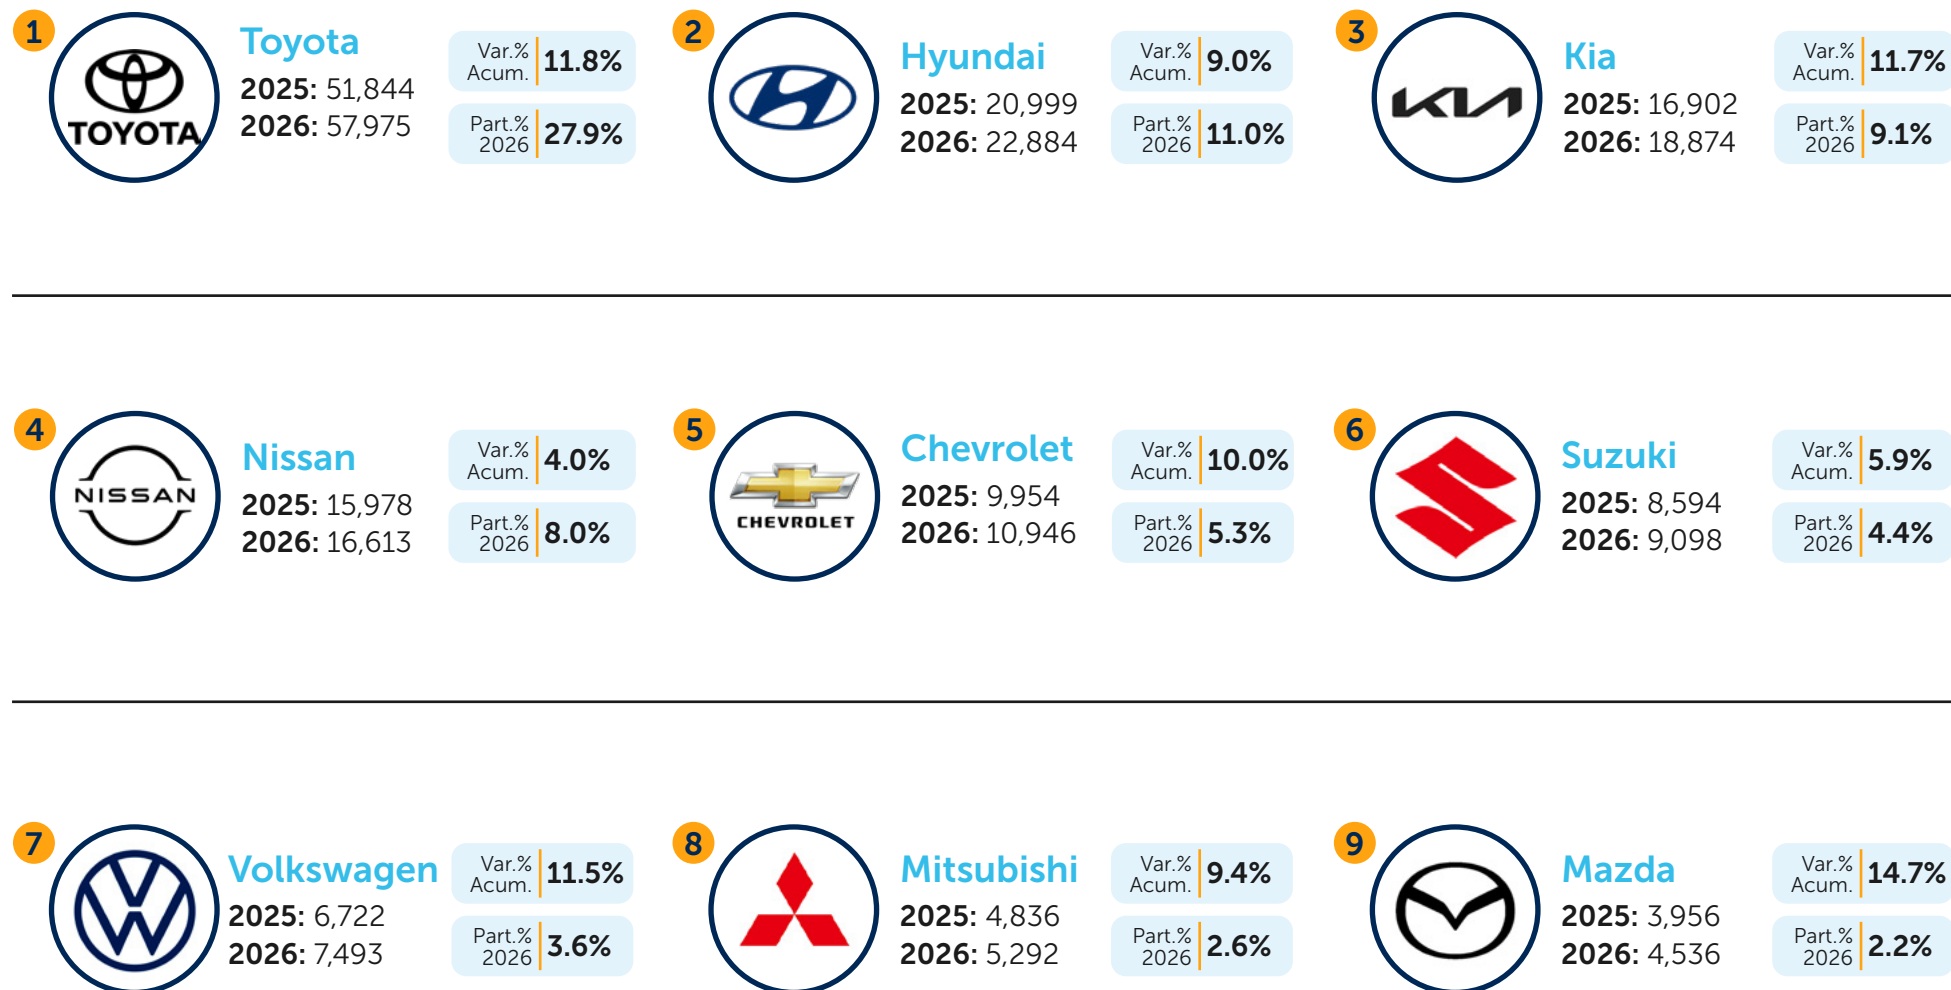 1
TOYOTA
Toyota
2025: 51,844
2026: 57,975
Var.%
Acum.
11.8%
Part.%
2026
27.9%
2
Hyundai
2025: 20,999
2026: 22,884
Var.%
Acum.
9.0%
Part.%
2026
11.0%
3
KIA
Kia
2025: 16,902
2026: 18,874
Var.%
Acum.
11.7%
Part.%
2026
9.1%
4
NISSAN
Nissan
2025: 15,978
2026: 16,613
Var.%
Acum.
4.0%
Part.%
2026
8.0%
5
CHEVROLET
Chevrolet
2025: 9,954
2026: 10,946
Var.%
Acum.
10.0%
Part.%
2026
5.3%
6
Suzuki
2025: 8,594
2026: 9,098
Var.%
Acum.
5.9%
Part.%
2026
4.4%
7
Volkswagen
2025: 6,722
2026: 7,493
Var.%
Acum.
11.5%
Part.%
2026
3.6%
8
Mitsubishi
2025: 4,836
2026: 5,292
Var.%
Acum.
9.4%
Part.%
2026
2.6%
9
Mazda
2025: 3,956
2026: 4,536
Var.%
Acum.
14.7%
Part.%
2026
2.2%